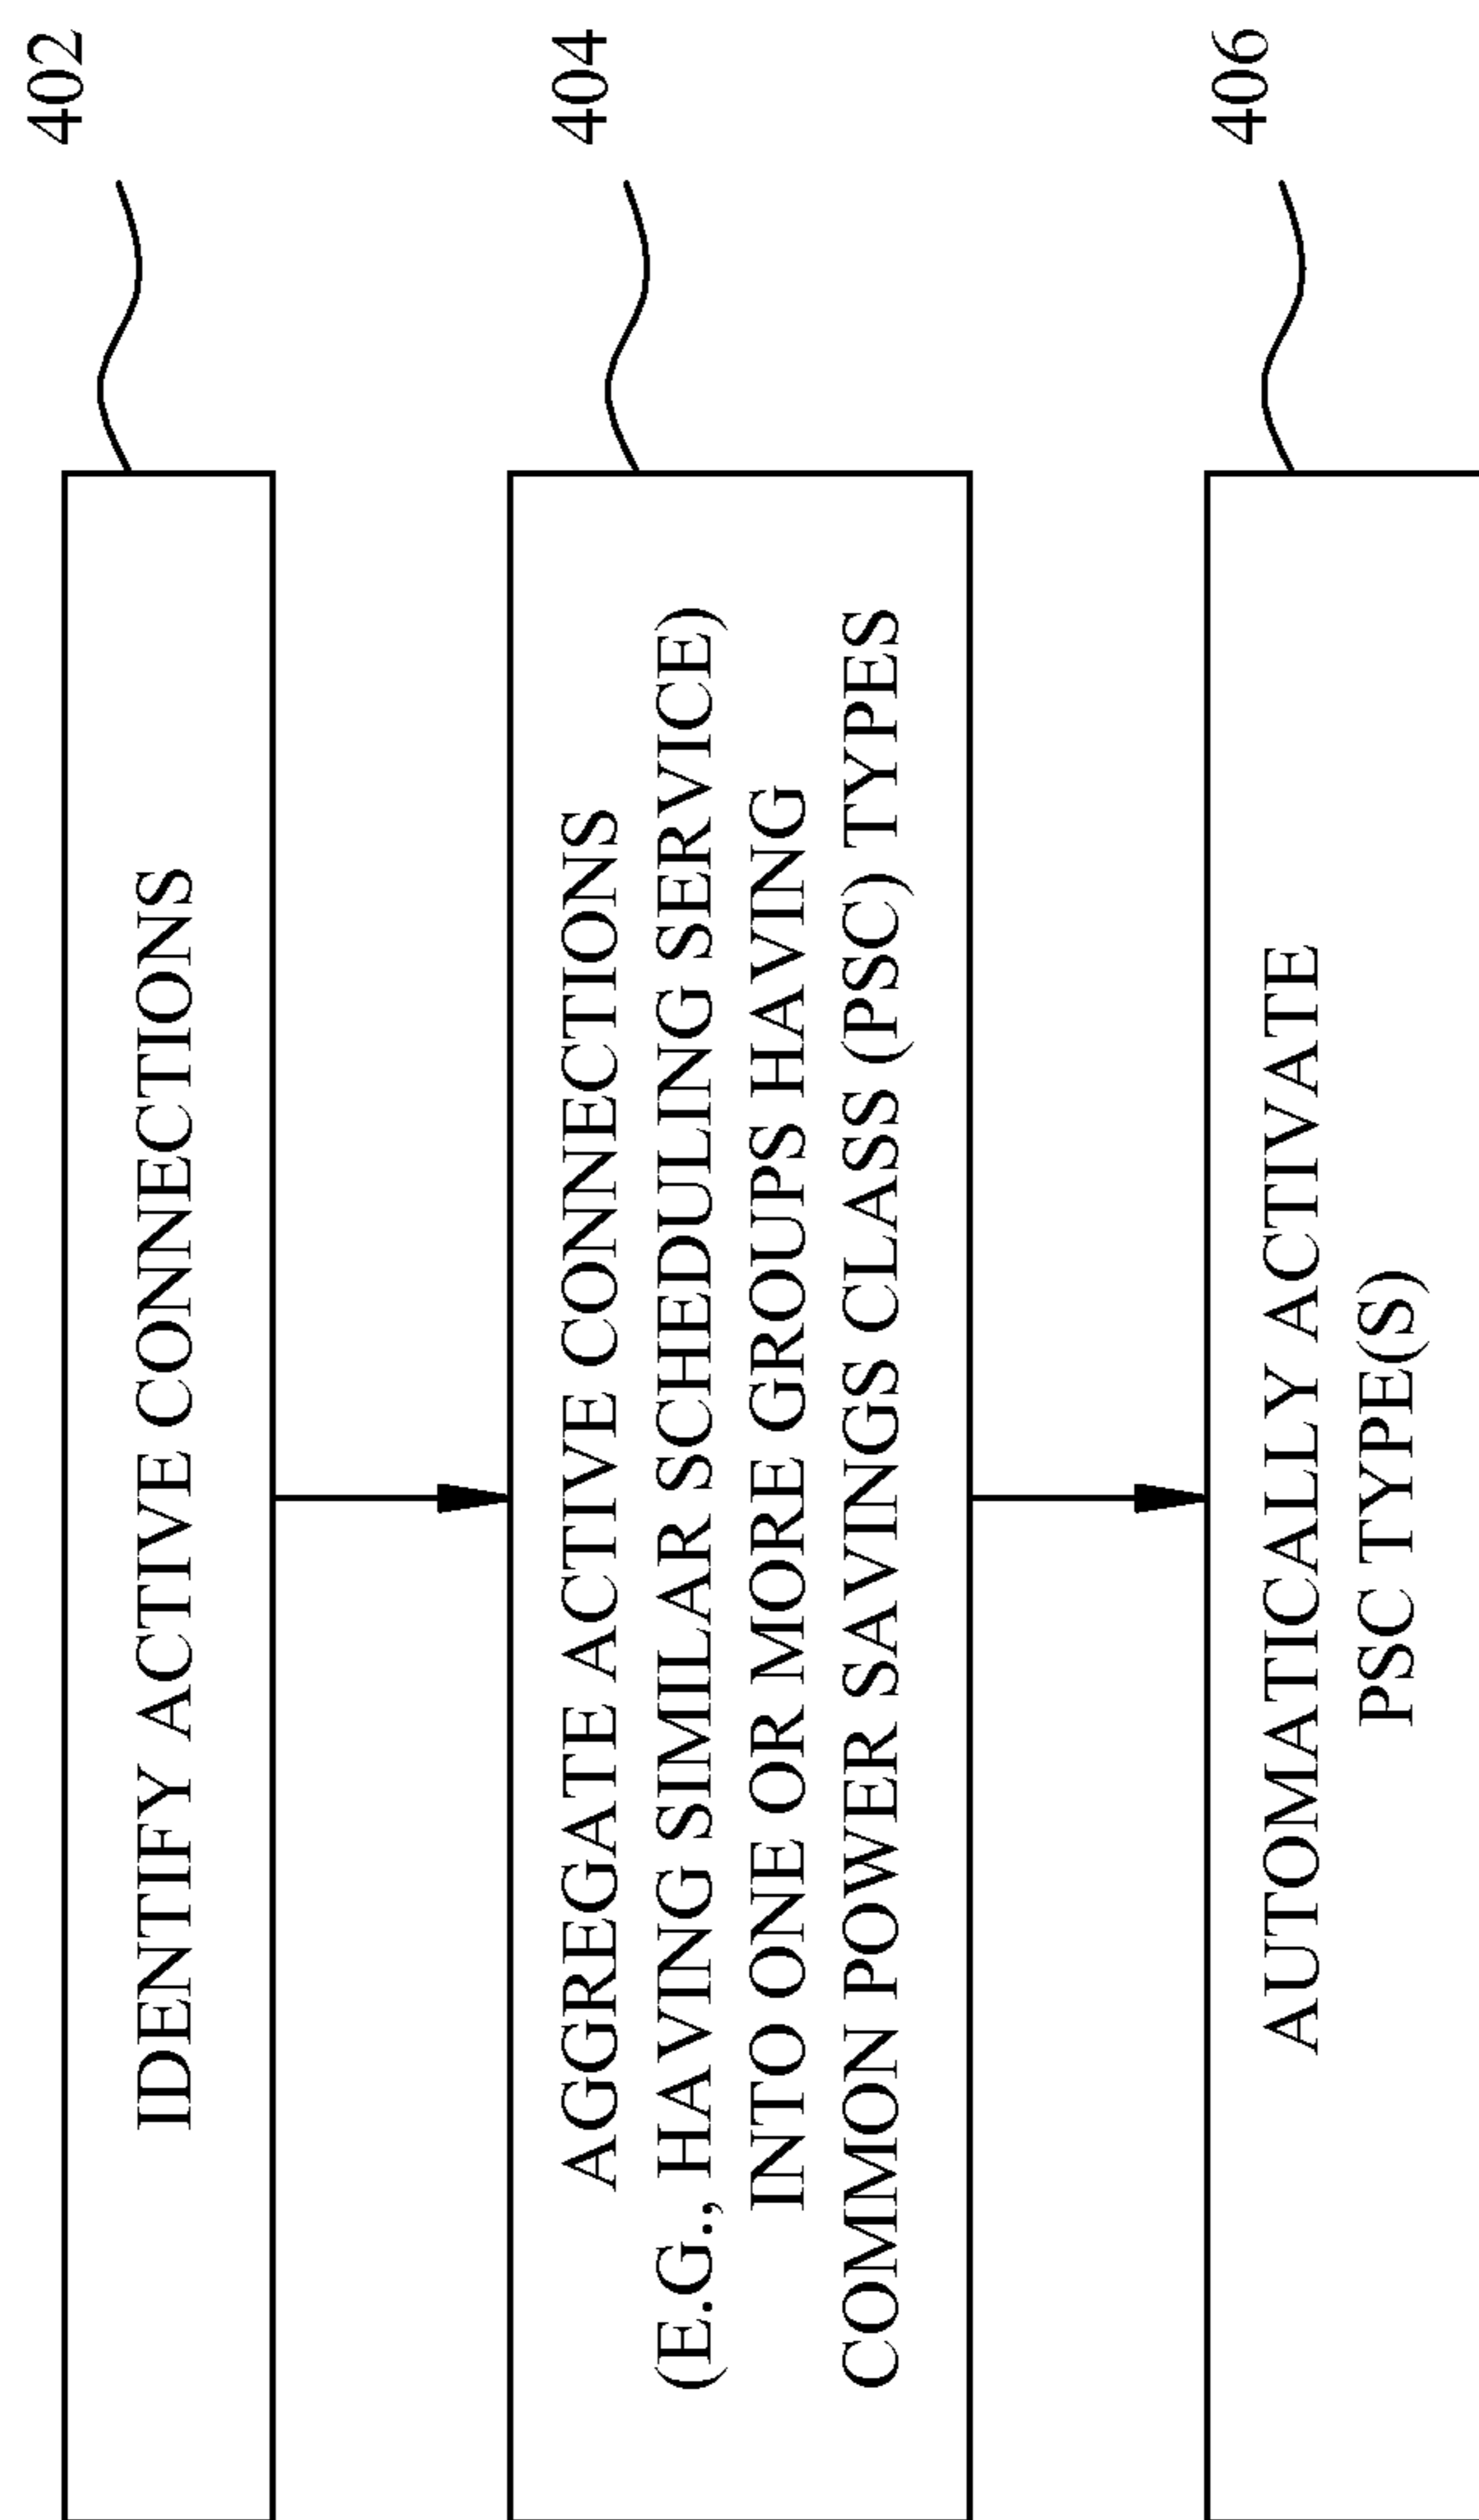 402
IDENTIFY ACTIVE CONNECTIONS
404
AGGREGATE ACTIVE CONNECTIONS
(E.G., HAVING SIMILAR SCHEDULING SERVICE)
INTO ONE OR MORE GROUPS HAVING
COMMON POWER SAVINGS CLASS (PSC) TYPES
406
AUTOMATICALLY ACTIVATE
PSC TYPE(S)